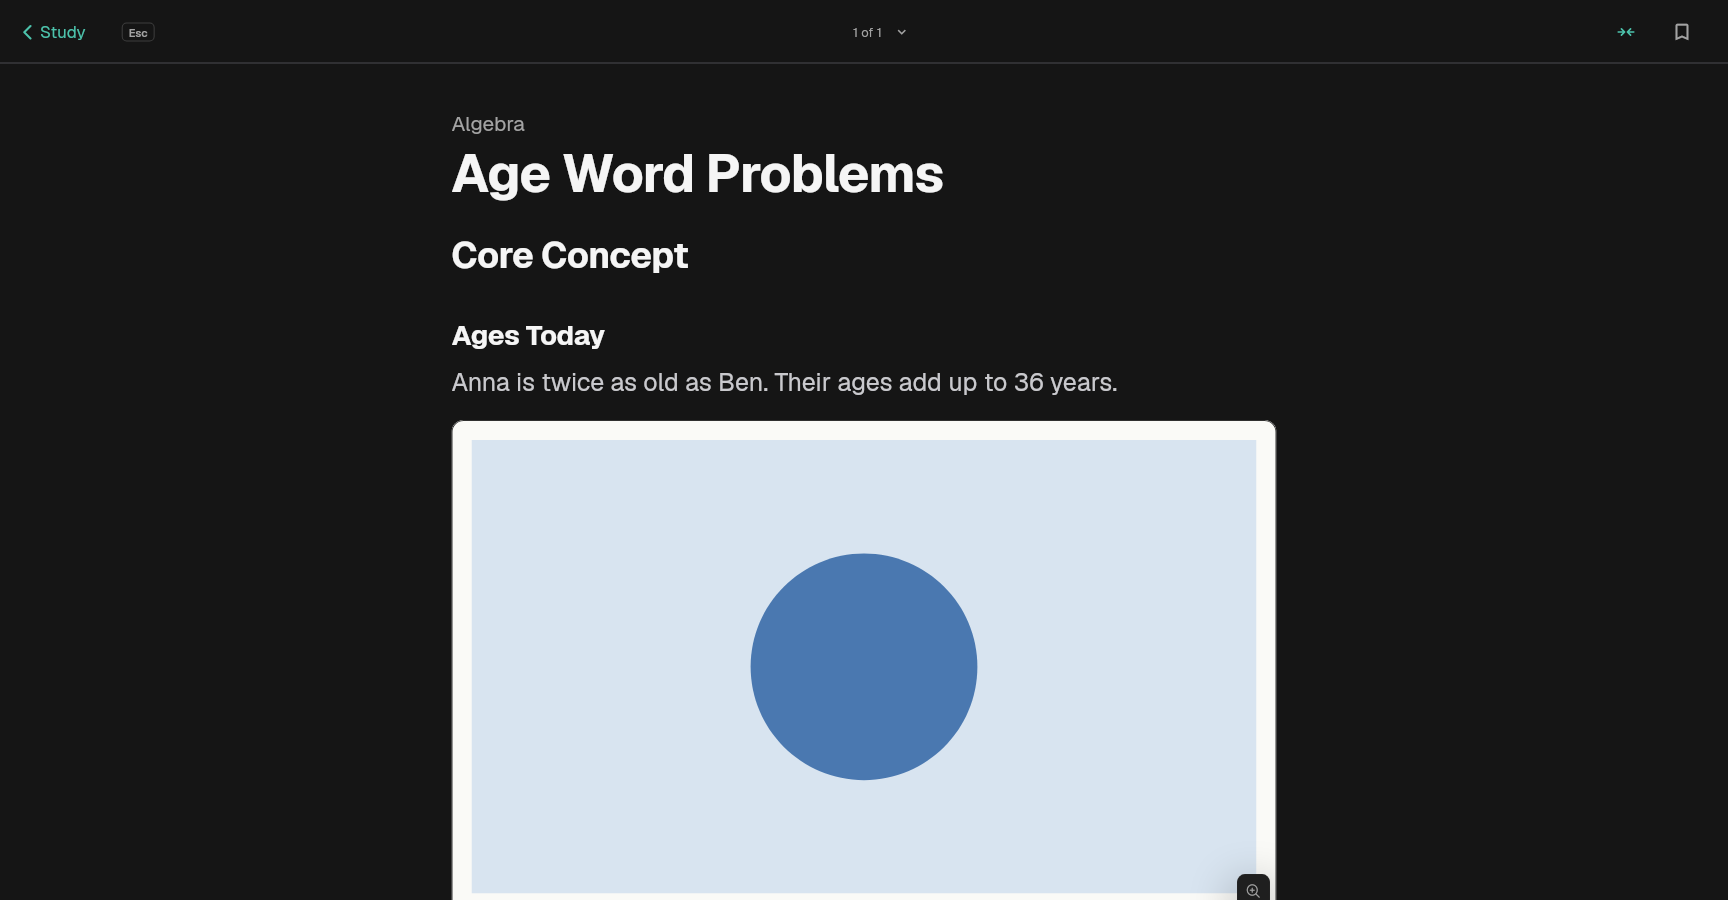 Study
Esc
1 of 1
Algebra
Age Word Problems
Core Concept
Ages Today
Anna is twice as old as Ben. Their ages add up to 36 years.